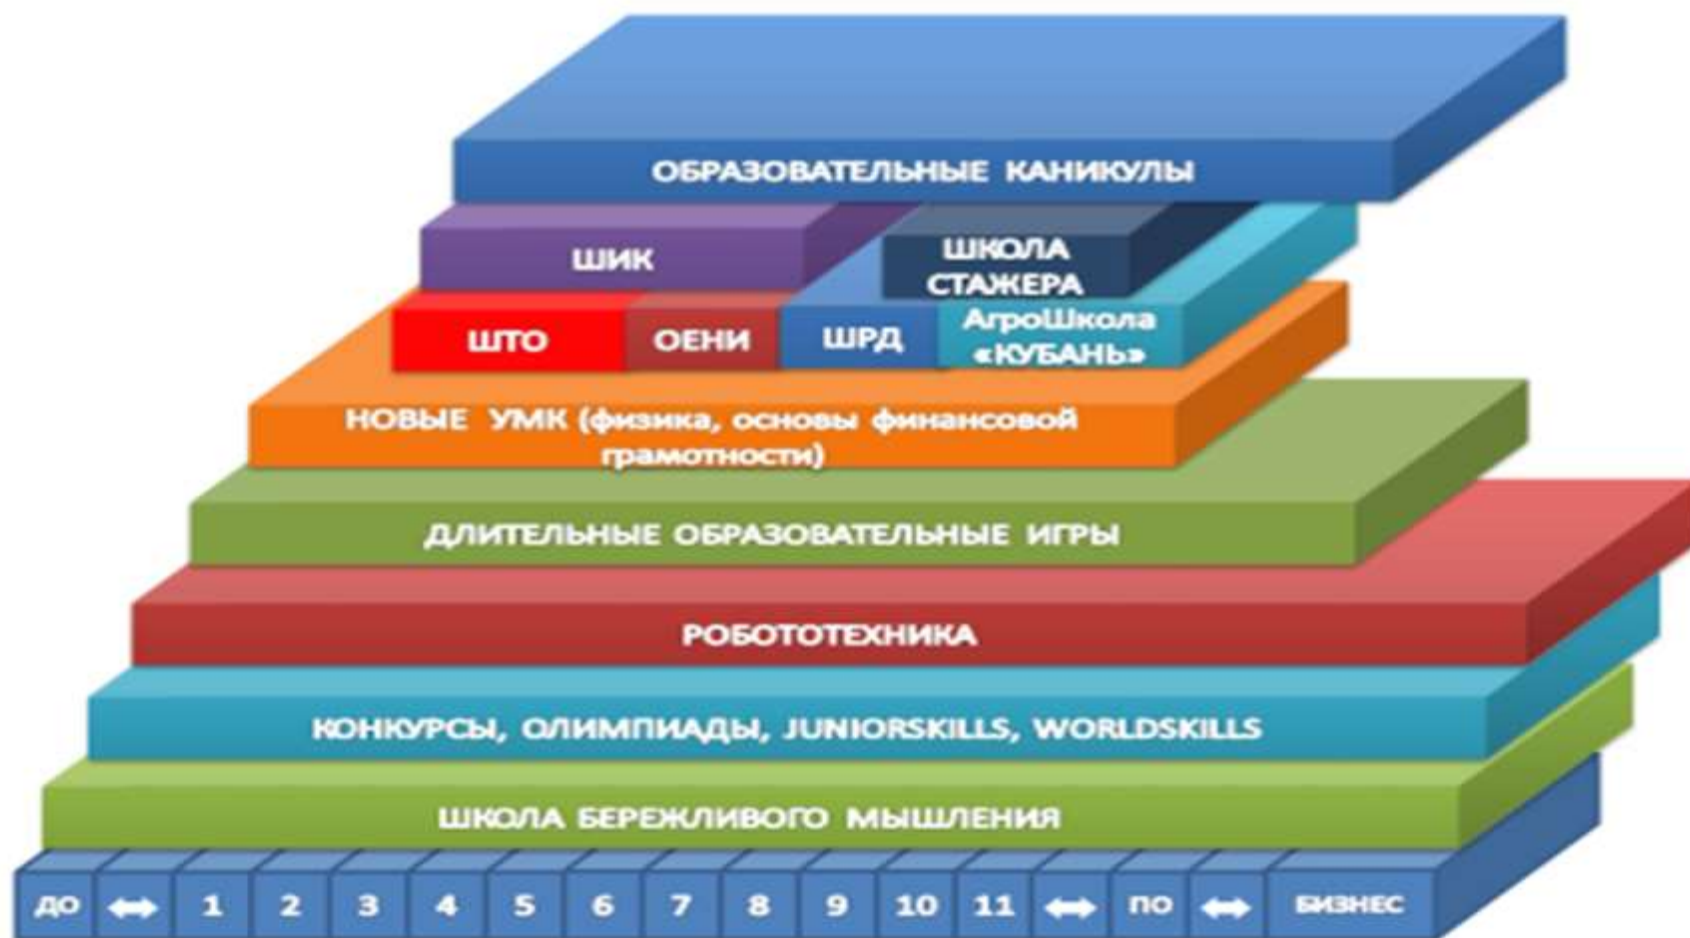 ОБРАЗОВАТЕЛЬНЫЕ КАНИКУЛЫ
ШИК
ШКОЛА
СТАЖЕРА
ШТО
ОЕНИ
ШРД
АгроШкола
«КУБАНЬ»
НОВЫЕ УМК (физика, основы финансовой
грамотности)
ДЛИТЕЛЬНЫЕ ОБРАЗОВАТЕЛЬНЫЕ ИГРЫ
РОБОТОТЕХНИКА
КОНКУРСЫ, ОЛИМПИАДЫ, JUNIORSKILLS, WORLDSKILLS
ШКОЛА БЕРЕЖЛИВОГО МЫШЛЕНИЯ
ДО ⇔ 1 2 3 4 5 6 7 8 9 10 11 ⇔ ПО ⇔ БИЗНЕС